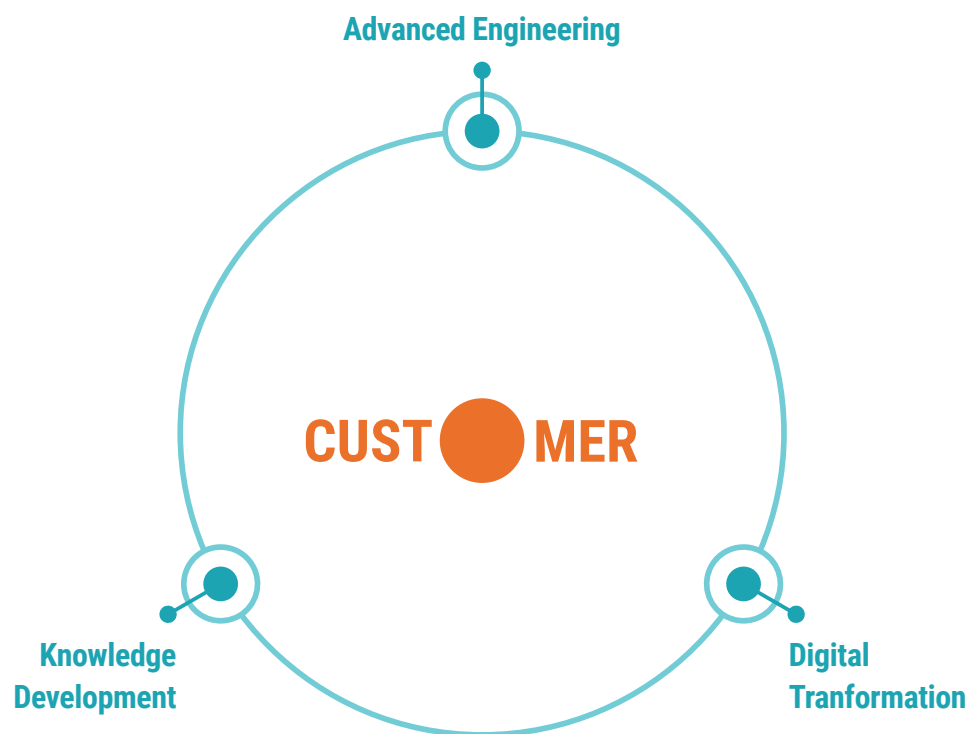 Advanced Engineering
CUST MER
Knowledge
Development
Digital
Tranformation